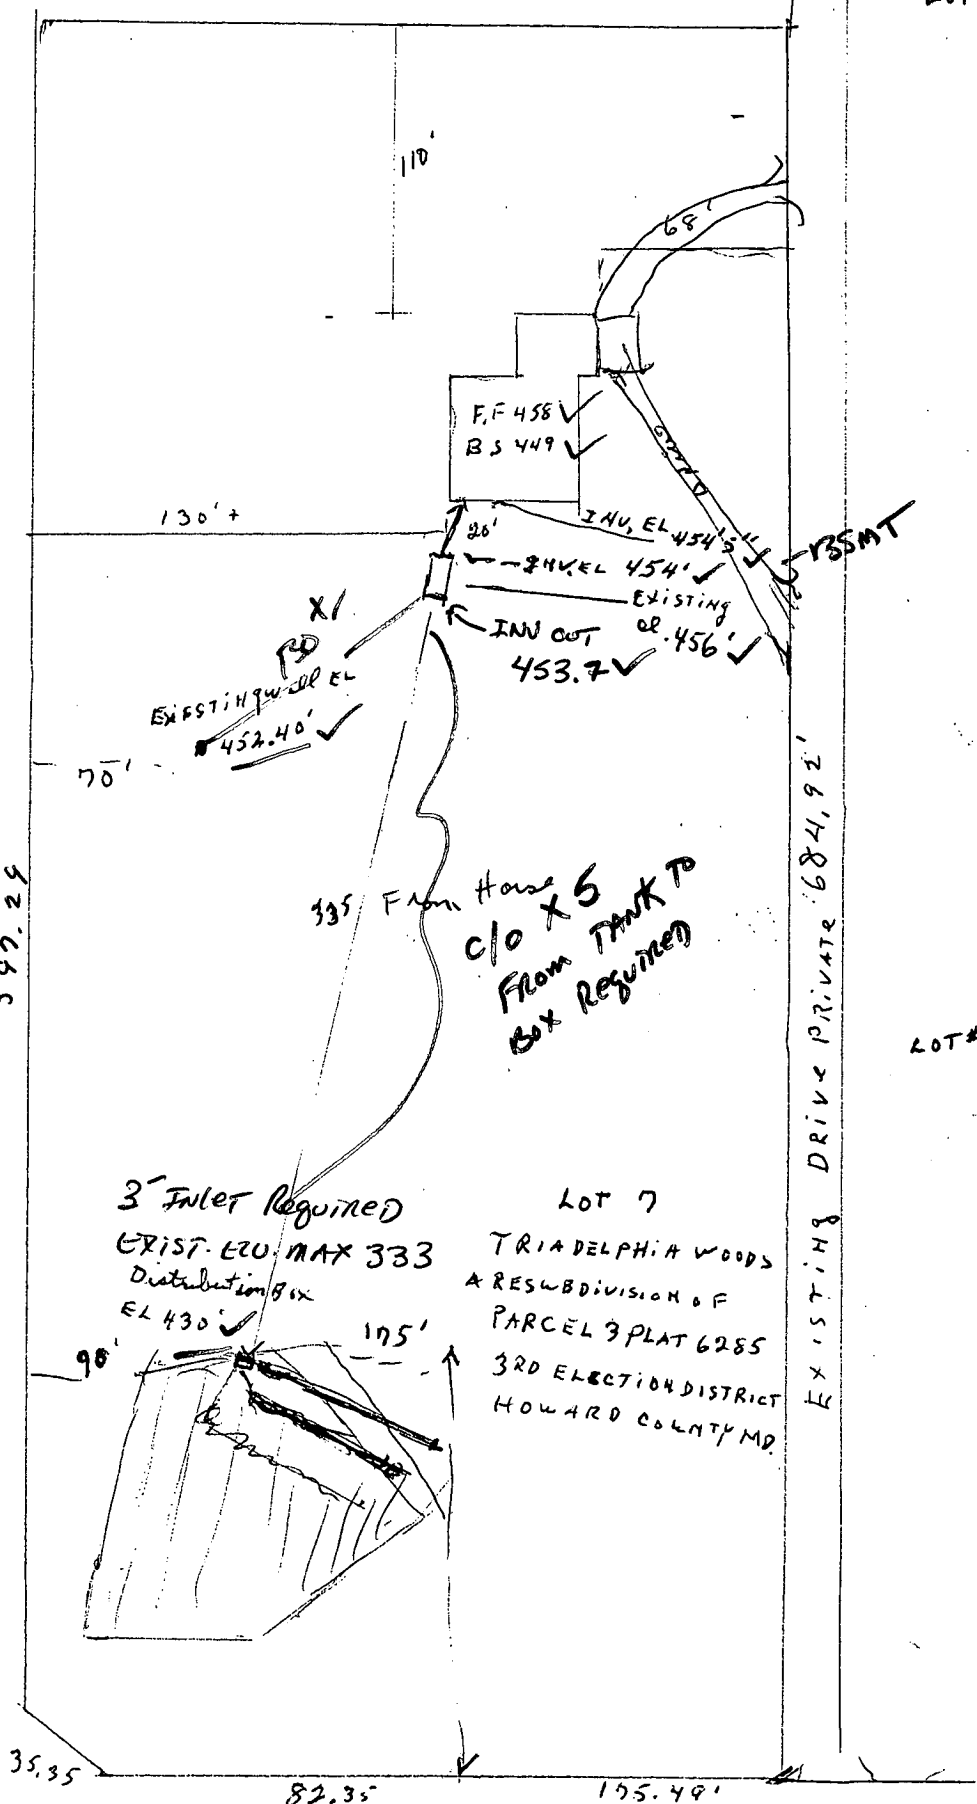 LOT
110'
68'
F.F 458 ✓
B S 449 ✓
130' +
20'
INV. EL 454'5" ✓
INV. EL 454' ✓
BSMT
EXISTING
el. 456' ✓
INV OUT
453.7 ✓
X1
EXISTING well EL
452.40' ✓
70'
335 From House
C/O X 5
FROM TANK TO
BOX REQUIRED
EXISTING DRIVE PRIVATE 684,92'
LOT #
3' INLET REQUIRED
EXIST. MAX 333
Distribution Box
EL 430' ✓
90'
175'
LOT 7
TRIADELPHIA WOODS
A RESUBDIVISION OF
PARCEL 3 PLAT 6285
3RD ELECTION DISTRICT
HOWARD COUNTY MD.
35,35
82.35
175.49'